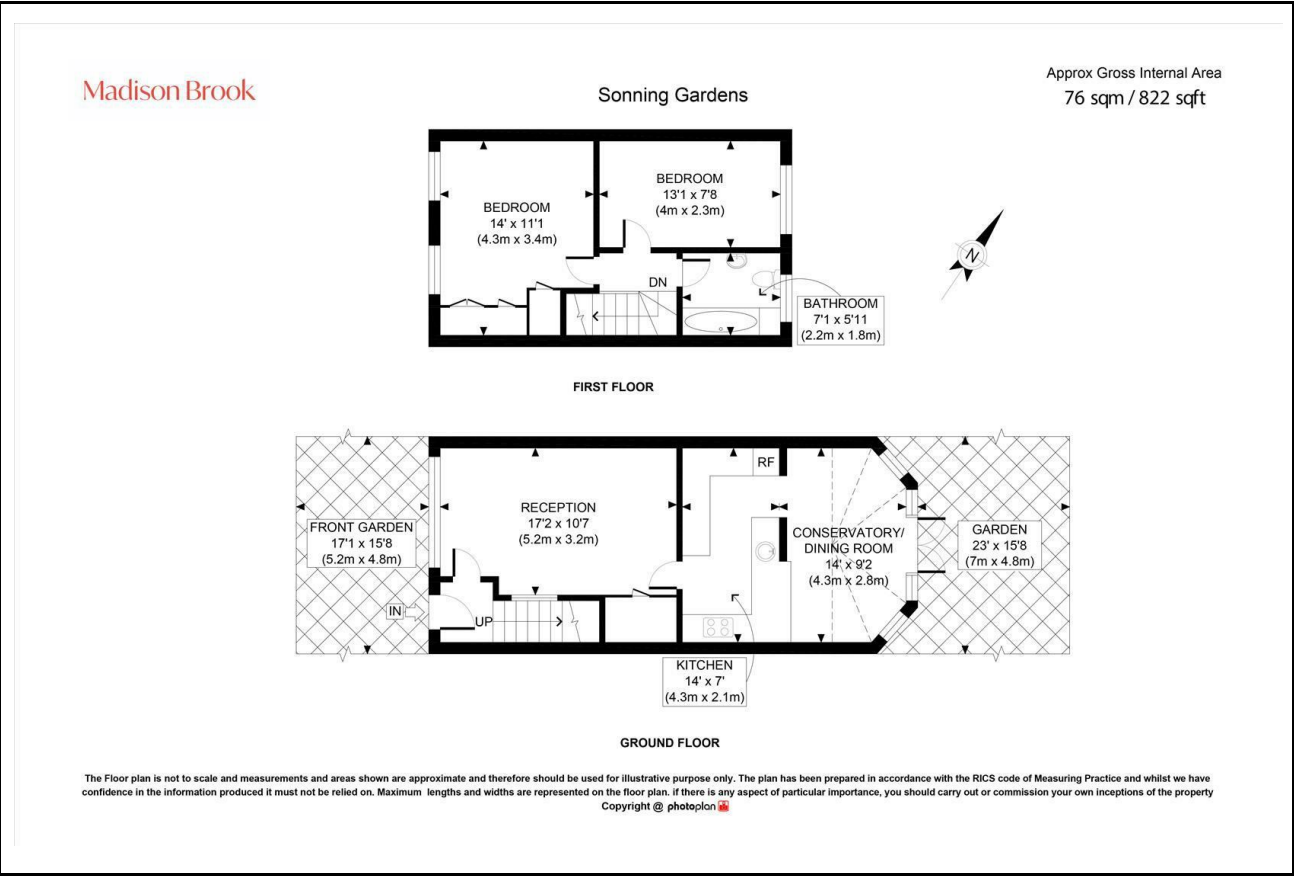 Madison Brook
Sonning Gardens
Approx Gross Internal Area
76 sqm / 822 sqft
BEDROOM
14' x 11'1
(4.3m x 3.4m)
BEDROOM
13'1 x 7'8
(4m x 2.3m)
N
DN
BATHROOM
7'1 x 5'11
(2.2m x 1.8m)
FIRST FLOOR
RF
RECEPTION
17'2 x 10'7
(5.2m x 3.2m)
FRONT GARDEN
17'1 x 15'8
(5.2m x 4.8m)
CONSERVATORY/
DINING ROOM
14' x 9'2
(4.3m x 2.8m)
GARDEN
23' x 15'8
(7m x 4.8m)
IN
UP
KITCHEN
14' x 7'
(4.3m x 2.1m)
GROUND FLOOR
The Floor plan is not to scale and measurements and areas shown are approximate and therefore should be used for illustrative purpose only. The plan has been prepared in accordance with the RICS code of Measuring Practice and whilst we have
confidence in the information produced it must not be relied on. Maximum lengths and widths are represented on the floor plan. if there is any aspect of particular importance, you should carry out or commission your own inceptions of the property
Copyright @ photoplan